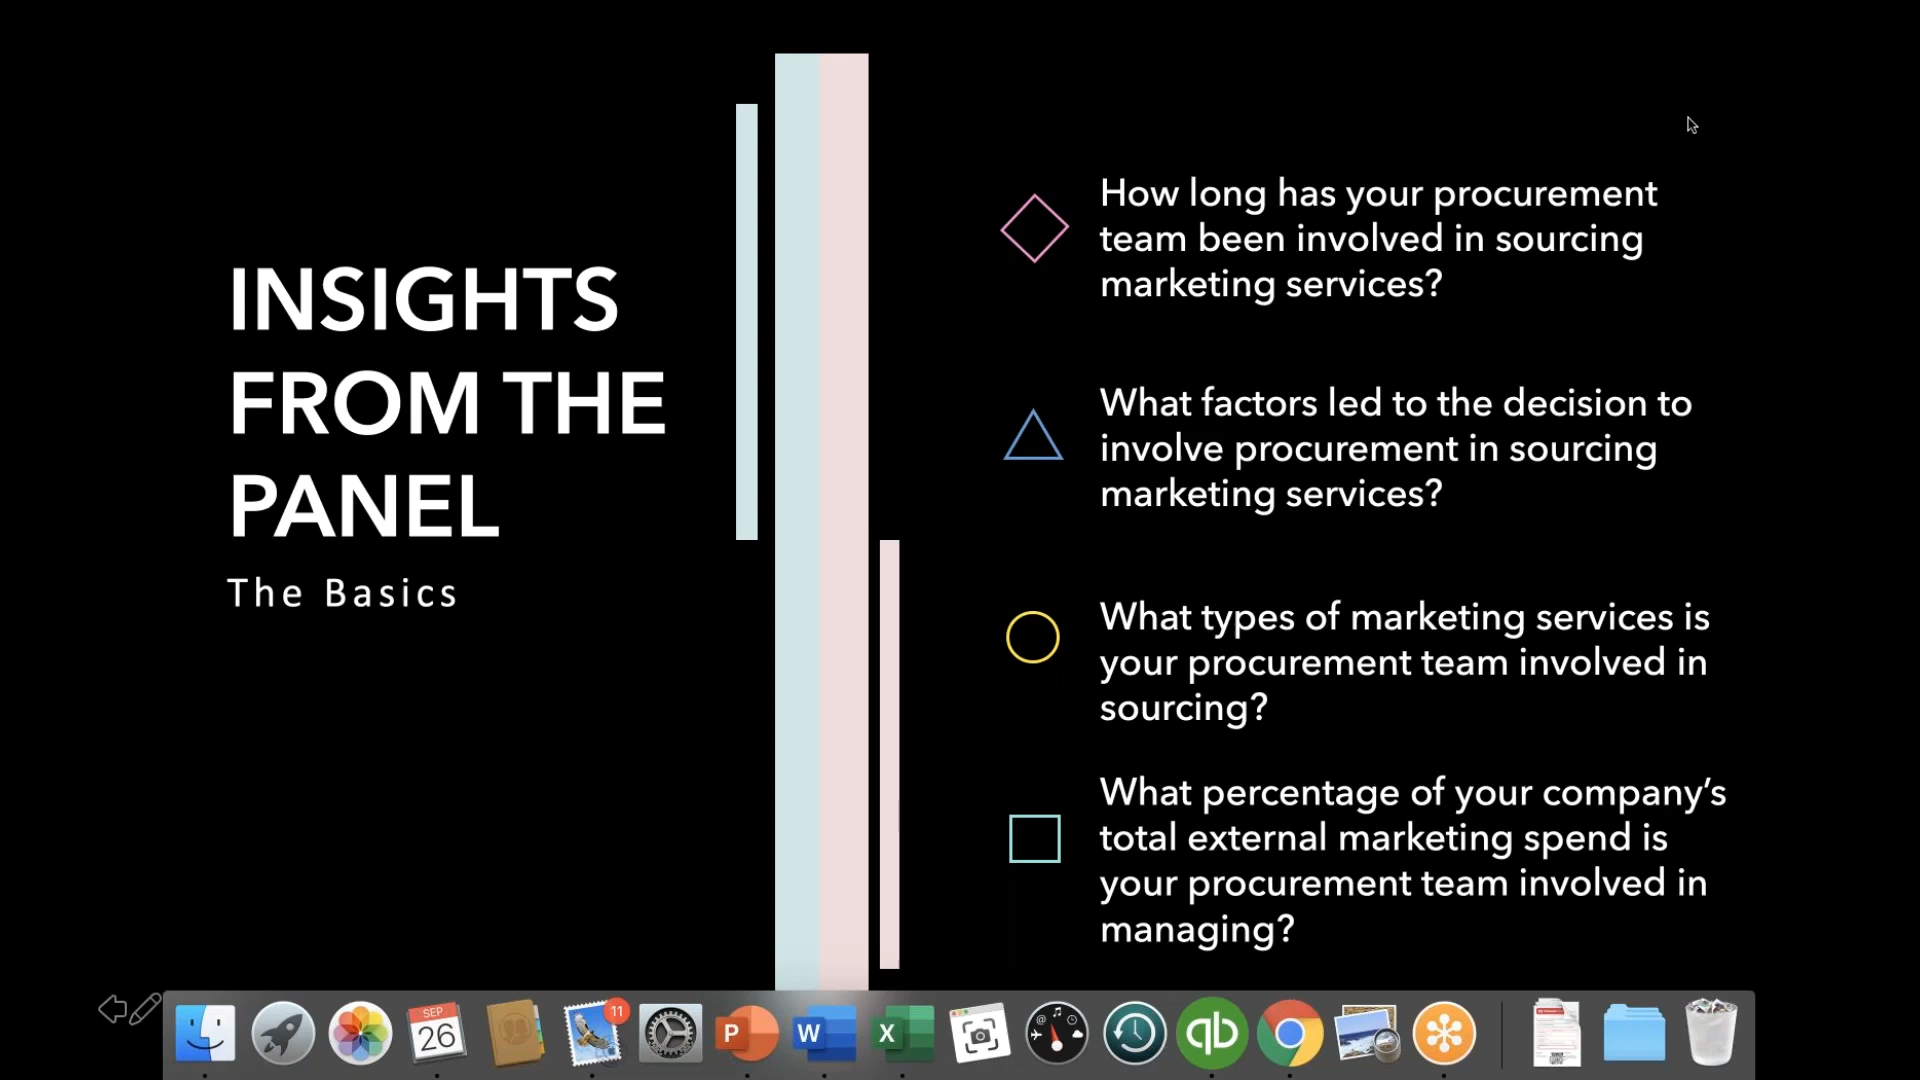 INSIGHTS
FROM THE
PANEL
The Basics
How long has your procurement
team been involved in sourcing
marketing services?
What factors led to the decision to
involve procurement in sourcing
marketing services?
What types of marketing services is
your procurement team involved in
sourcing?
What percentage of your company’s
total external marketing spend is
your procurement team involved in
managing?
SEP
26
11
P
W
X
qb